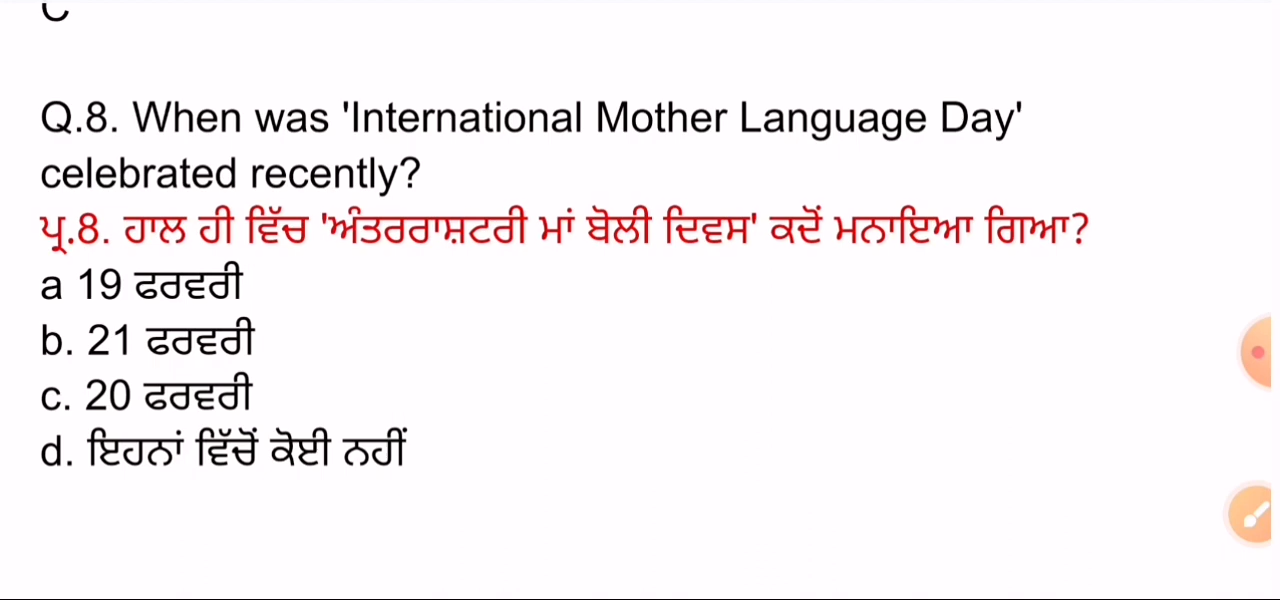 Q.8. When was 'International Mother Language Day'
celebrated recently?
ਪ੍ਰ.8. ਹਾਲ ਹੀ ਵਿੱਚ 'ਅੰਤਰਰਾਸ਼ਟਰੀ ਮਾਂ ਬੋਲੀ ਦਿਵਸ' ਕਦੋਂ ਮਨਾਇਆ ਗਿਆ?
a 19 ਫਰਵਰੀ
b. 21 ਫਰਵਰੀ
c. 20 ਫਰਵਰੀ
d. ਇਹਨਾਂ ਵਿੱਚੋਂ ਕੋਈ ਨਹੀਂ